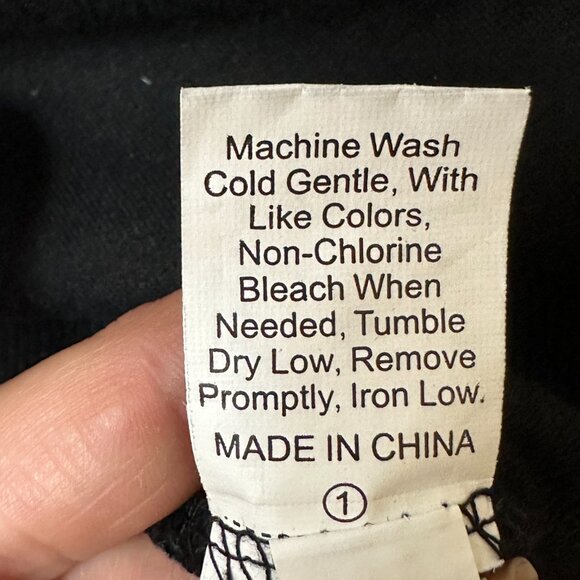 Machine Wash
Cold Gentle, With
Like Colors,
Non-Chlorine
Bleach When
Needed, Tumble
Dry Low, Remove
Promptly, Iron Low.
MADE IN CHINA
1